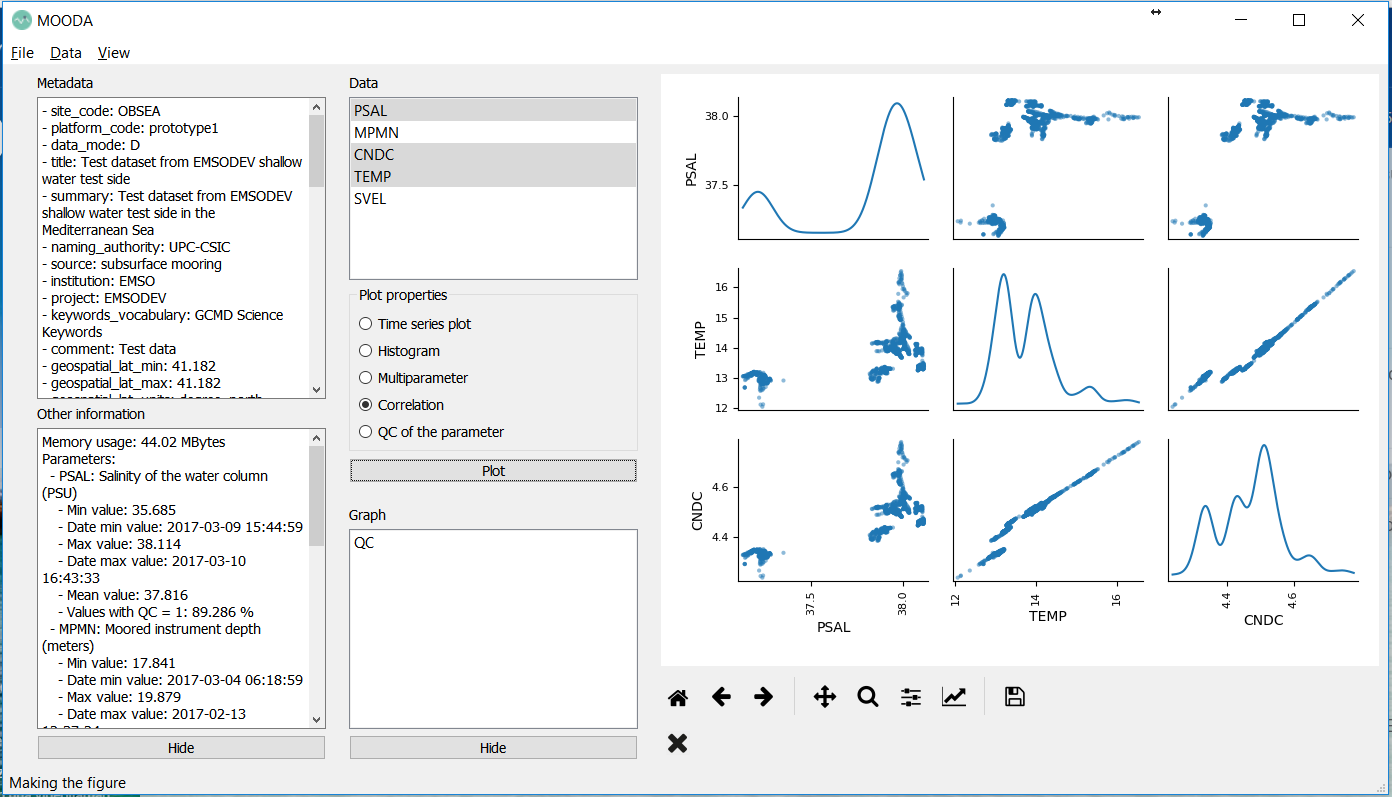 MOODA
File Data View
Metadata
- site_code: OBSEA
- platform_code: prototype1
- data_mode: D
- title: Test dataset from EMSODEV shallow
water test side
- summary: Test dataset from EMSODEV
shallow water test side in the
Mediterranean Sea
- naming_authority: UPC-CSIC
- source: subsurface mooring
- institution: EMSO
- project: EMSODEV
- keywords_vocabulary: GCMD Science
Keywords
- comment: Test data
- geospatial_lat_min: 41.182
- geospatial_lat_max: 41.182
Other information
Memory usage: 44.02 MBytes
Parameters:
- PSAL: Salinity of the water column
(PSU)
- Min value: 35.685
- Date min value: 2017-03-09 15:44:59
- Max value: 38.114
- Date max value: 2017-03-10
16:43:33
- Mean value: 37.816
- Values with QC = 1: 89.286 %
- MPMN: Moored instrument depth
(meters)
- Min value: 17.841
- Date min value: 2017-03-04 06:18:59
- Max value: 19.879
- Date max value: 2017-02-13
Hide
Data
PSAL
MPMN
CNDC
TEMP
SVEL
Plot properties
Time series plot
Histogram
Multiparameter
Correlation
QC of the parameter
Plot
Graph
QC
Hide
PSAL
38.0
37.5
TEMP
16
15
14
13
12
CNDC
4.6
4.4
37.5
38.0
PSAL
12
14
16
TEMP
4.4
4.6
CNDC
Making the figure